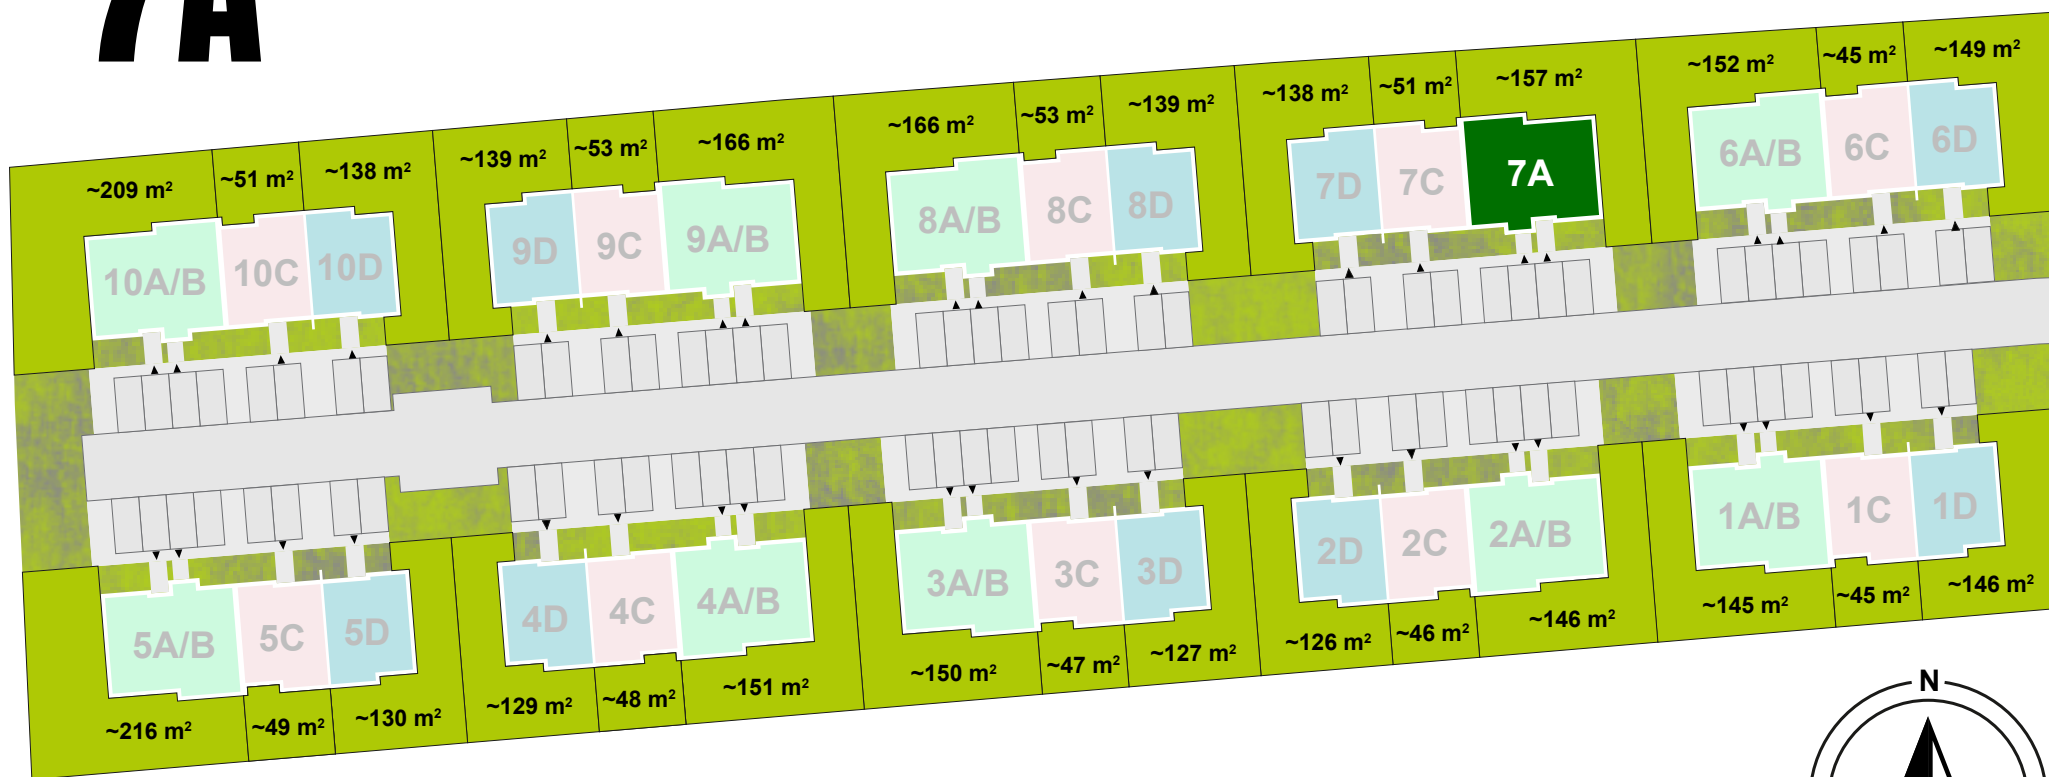 7A
~209 m²
~51 m²
~138 m²
~139 m²
~53 m²
~166 m²
~166 m²
~53 m²
~139 m²
~138 m²
~51 m²
~157 m²
~152 m²
~45 m²
~149 m²
10A/B
10C
10D
9D
9C
9A/B
8A/B
8C
8D
7D
7C
7A
6A/B
6C
6D
5A/B
5C
5D
4D
4C
4A/B
3A/B
3C
3D
2D
2C
2A/B
1A/B
1C
1D
~216 m²
~49 m²
~130 m²
~129 m²
~48 m²
~151 m²
~150 m²
~47 m²
~127 m²
~126 m²
~46 m²
~146 m²
~145 m²
~45 m²
~146 m²
N